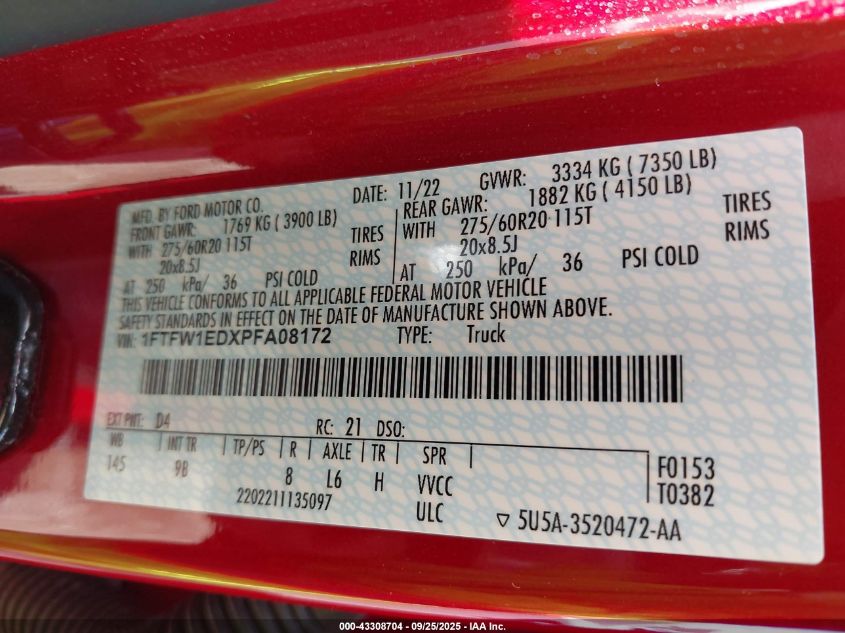 MFD. BY FORD MOTOR CO.
DATE: 11/22 GVWR: 3334 KG ( 7350 LB)
FRONT GAWR: 1769 KG ( 3900 LB)
REAR GAWR: 1882 KG ( 4150 LB)
WITH 275/60R20 115T TIRES
WITH 275/60R20 115T TIRES
20x8.5J RIMS
20x8.5J RIMS
AT 250 kPa/ 36 PSI COLD
AT 250 kPa/ 36 PSI COLD
THIS VEHICLE CONFORMS TO ALL APPLICABLE FEDERAL MOTOR VEHICLE
SAFETY STANDARDS IN EFFECT ON THE DATE OF MANUFACTURE SHOWN ABOVE.
VIN: 1FTFW1EDXPFA08172 TYPE: Truck
EXT PNT: D4 RC: 21 DSO:
WB INT TR TP/PS R AXLE TR SPR
145 9B 8 L6 H VVCC
F0153
T0382
2202211135097 ULC
5U5A-3520472-AA
000-43308704 - 09/25/2025 - IAA Inc.